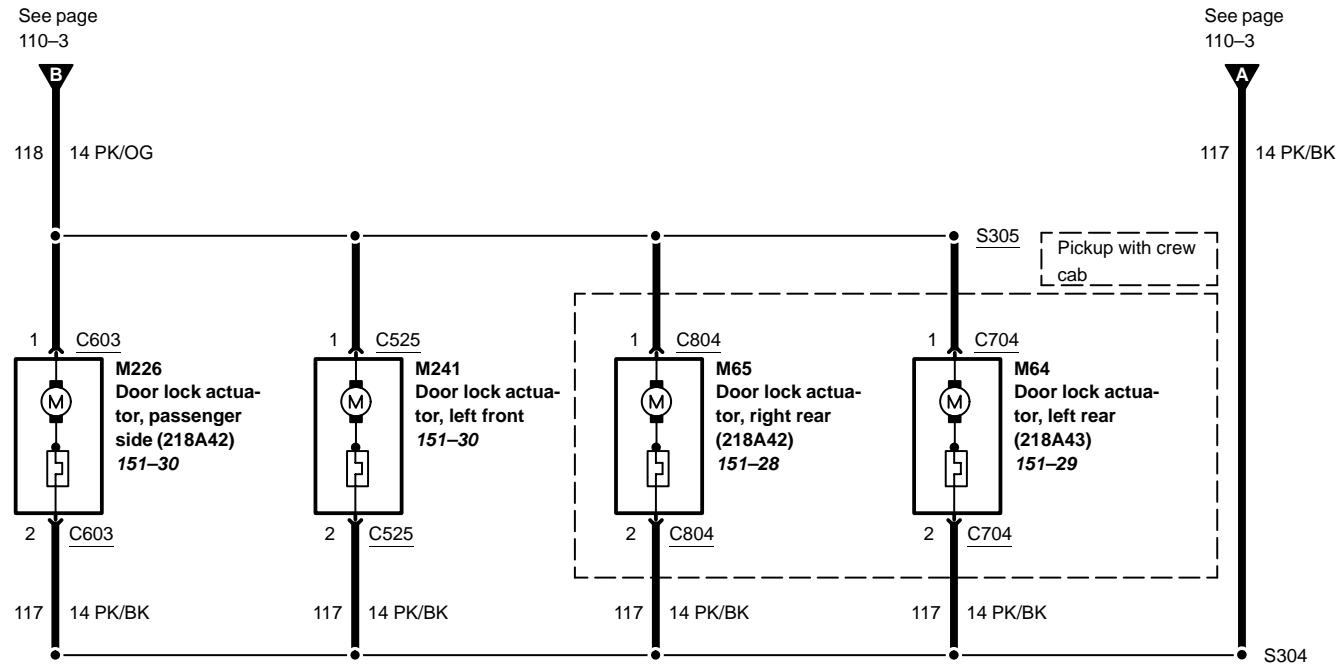 See page
110–3
B
See page
110–3
A
118 14 PK/OG
117 14 PK/BK
S305
Pickup with crew
cab
1 C603
M226
Door lock actua-
tor, passenger
side (218A42)
151–30
M
2 C603
1 C525
M241
Door lock actua-
tor, left front
151–30
M
2 C525
1 C804
M65
Door lock actua-
tor, right rear
(218A42)
151–28
M
2 C804
1 C704
M64
Door lock actua-
tor, left rear
(218A43)
151–29
M
2 C704
117 14 PK/BK
117 14 PK/BK
117 14 PK/BK
117 14 PK/BK
S304